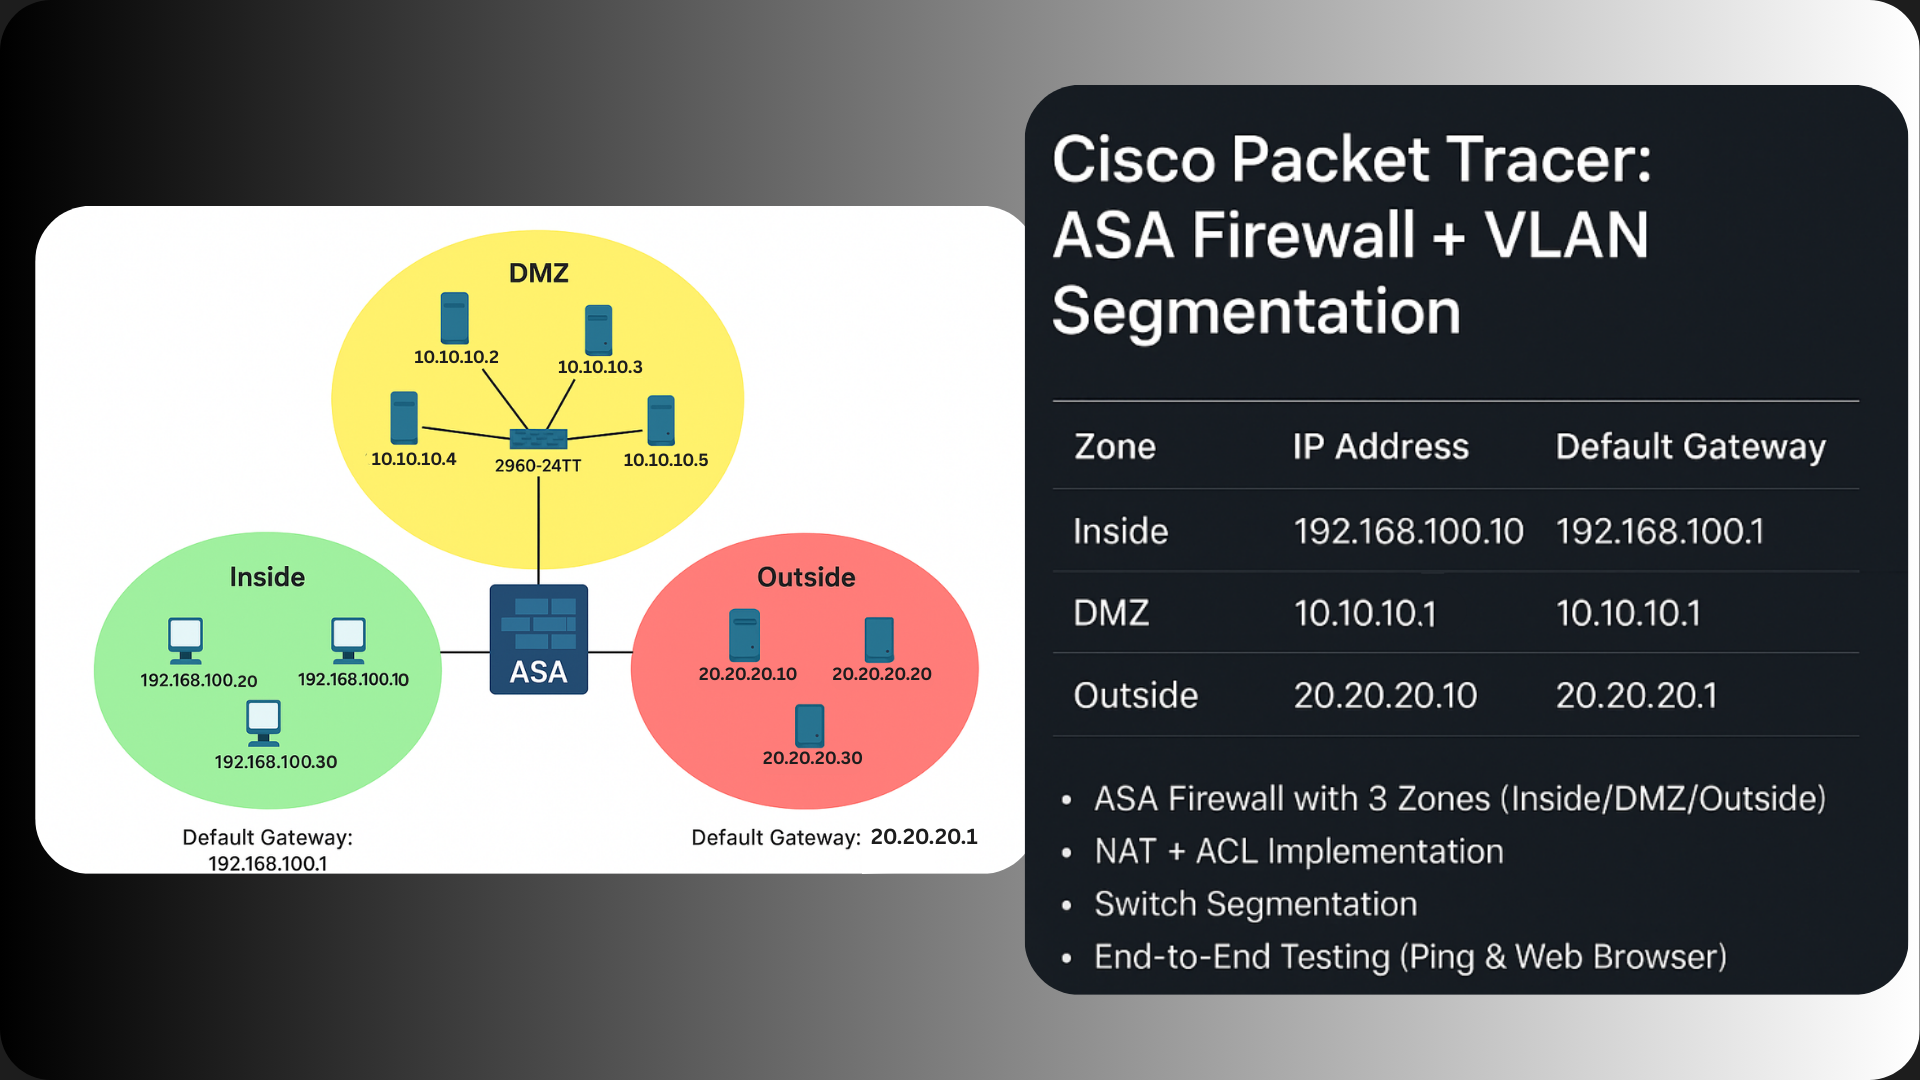 DMZ
10.10.10.2
10.10.10.3
10.10.10.4
2960-24TT
10.10.10.5
Inside
192.168.100.20
192.168.100.10
192.168.100.30
ASA
Outside
20.20.20.10
20.20.20.20
20.20.20.30
Default Gateway:
192.168.100.1
Default Gateway: 20.20.20.1
Cisco Packet Tracer:
ASA Firewall + VLAN
Segmentation
Zone IP Address Default Gateway
Inside 192.168.100.10 192.168.100.1
DMZ 10.10.10.1 10.10.10.1
Outside 20.20.20.10 20.20.20.1
• ASA Firewall with 3 Zones (Inside/DMZ/Outside)
• NAT + ACL Implementation
• Switch Segmentation
• End-to-End Testing (Ping & Web Browser)